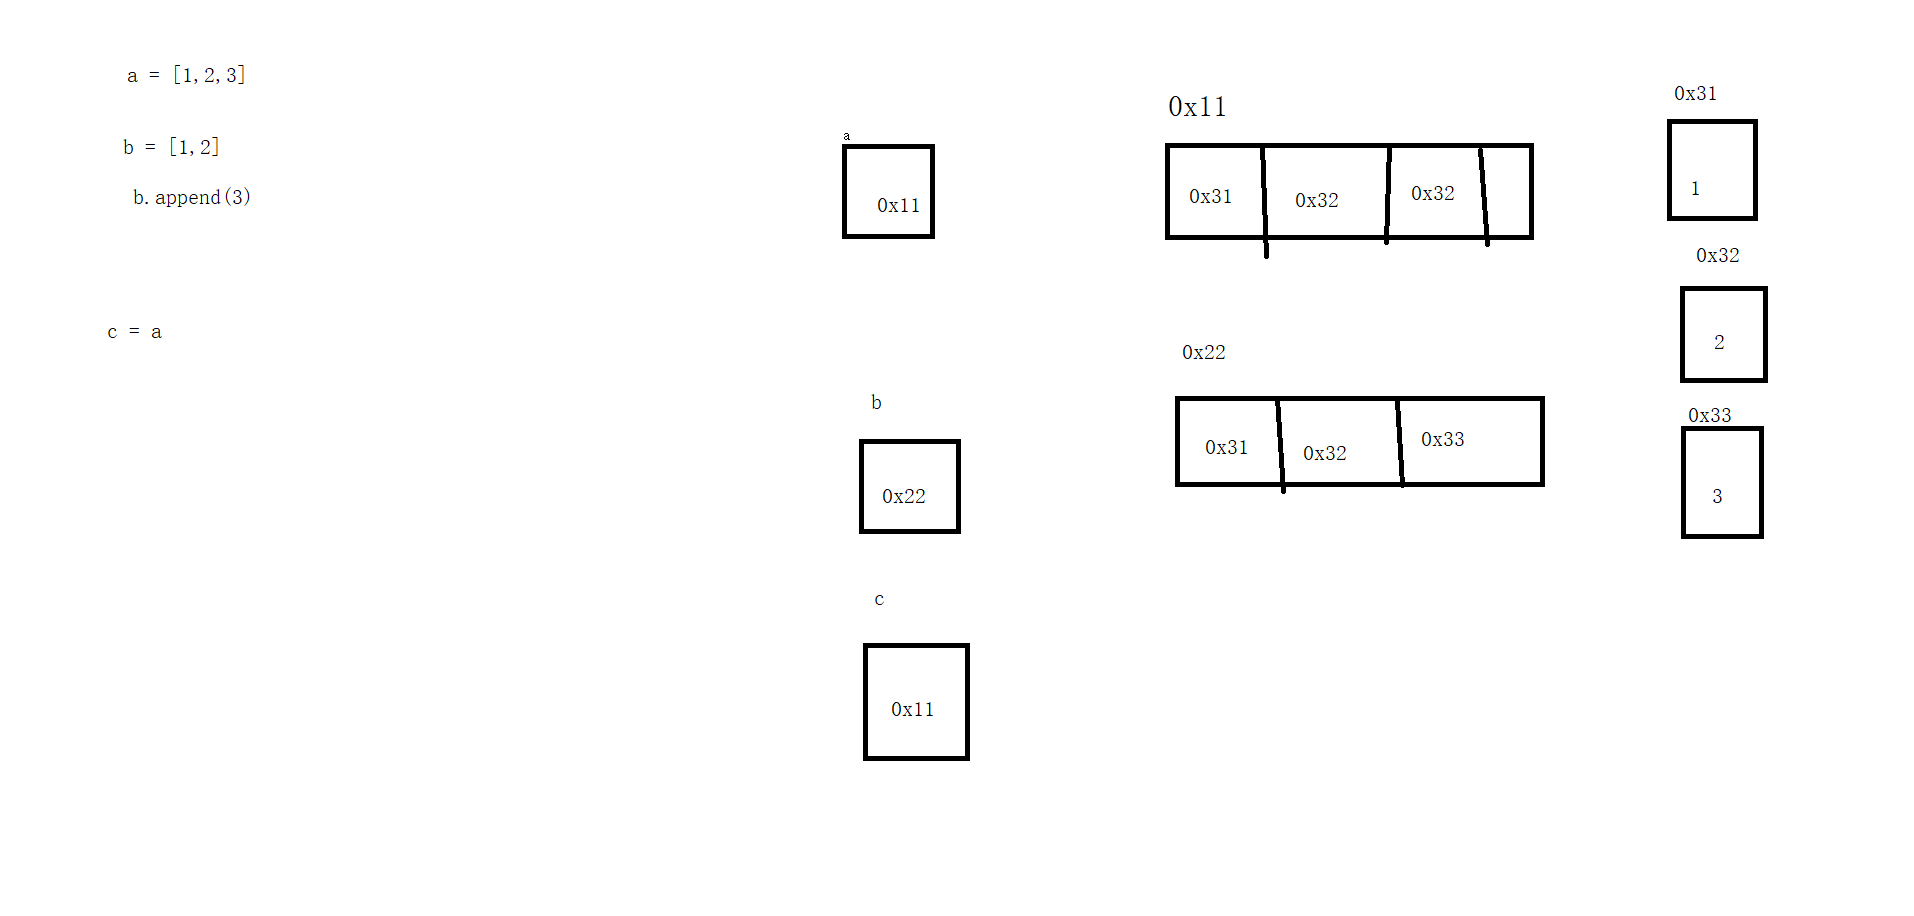 a = [1,2,3]
b = [1,2]
b.append(3)
c = a
a
0x11
b
0x22
c
0x11
0x11
0x31 0x32 0x32
0x22
0x31 0x32 0x33
0x31
1
0x32
2
0x33
3